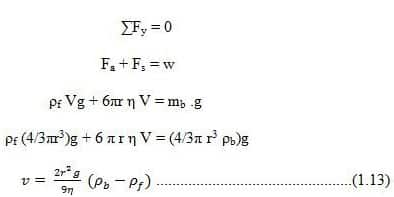 ∑Fy = 0
Fa + Fs = w
ρf Vg + 6πr η V = mb .g
ρf (4/3πr³)g + 6 π r η V = (4/3π r³ ρb)g
v = 2r²g/9η (ρb − ρf) ..........................................................(1.13)